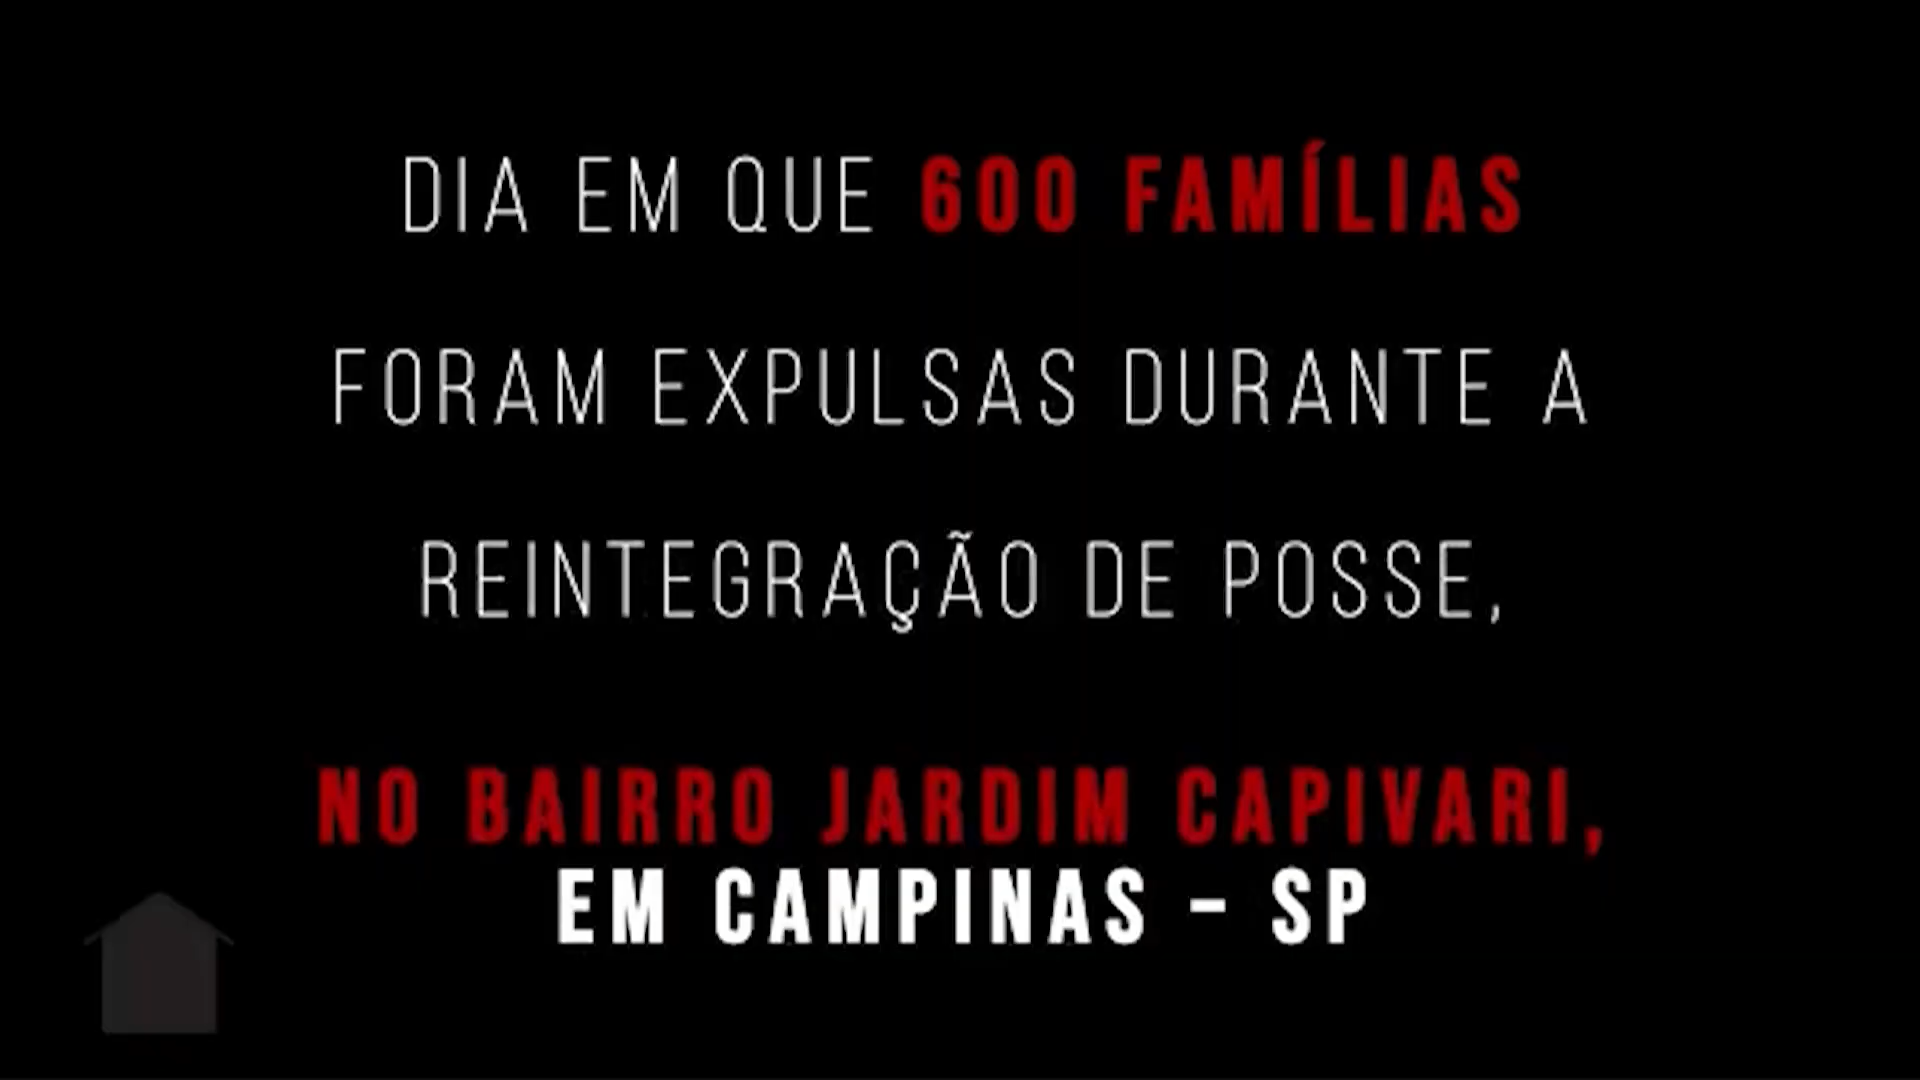 DIA EM QUE 600 FAMÍLIAS
FORAM EXPULSAS DURANTE A
REINTEGRAÇÃO DE POSSE,
NO BAIRRO JARDIM CAPIVARI,
EM CAMPINAS - SP